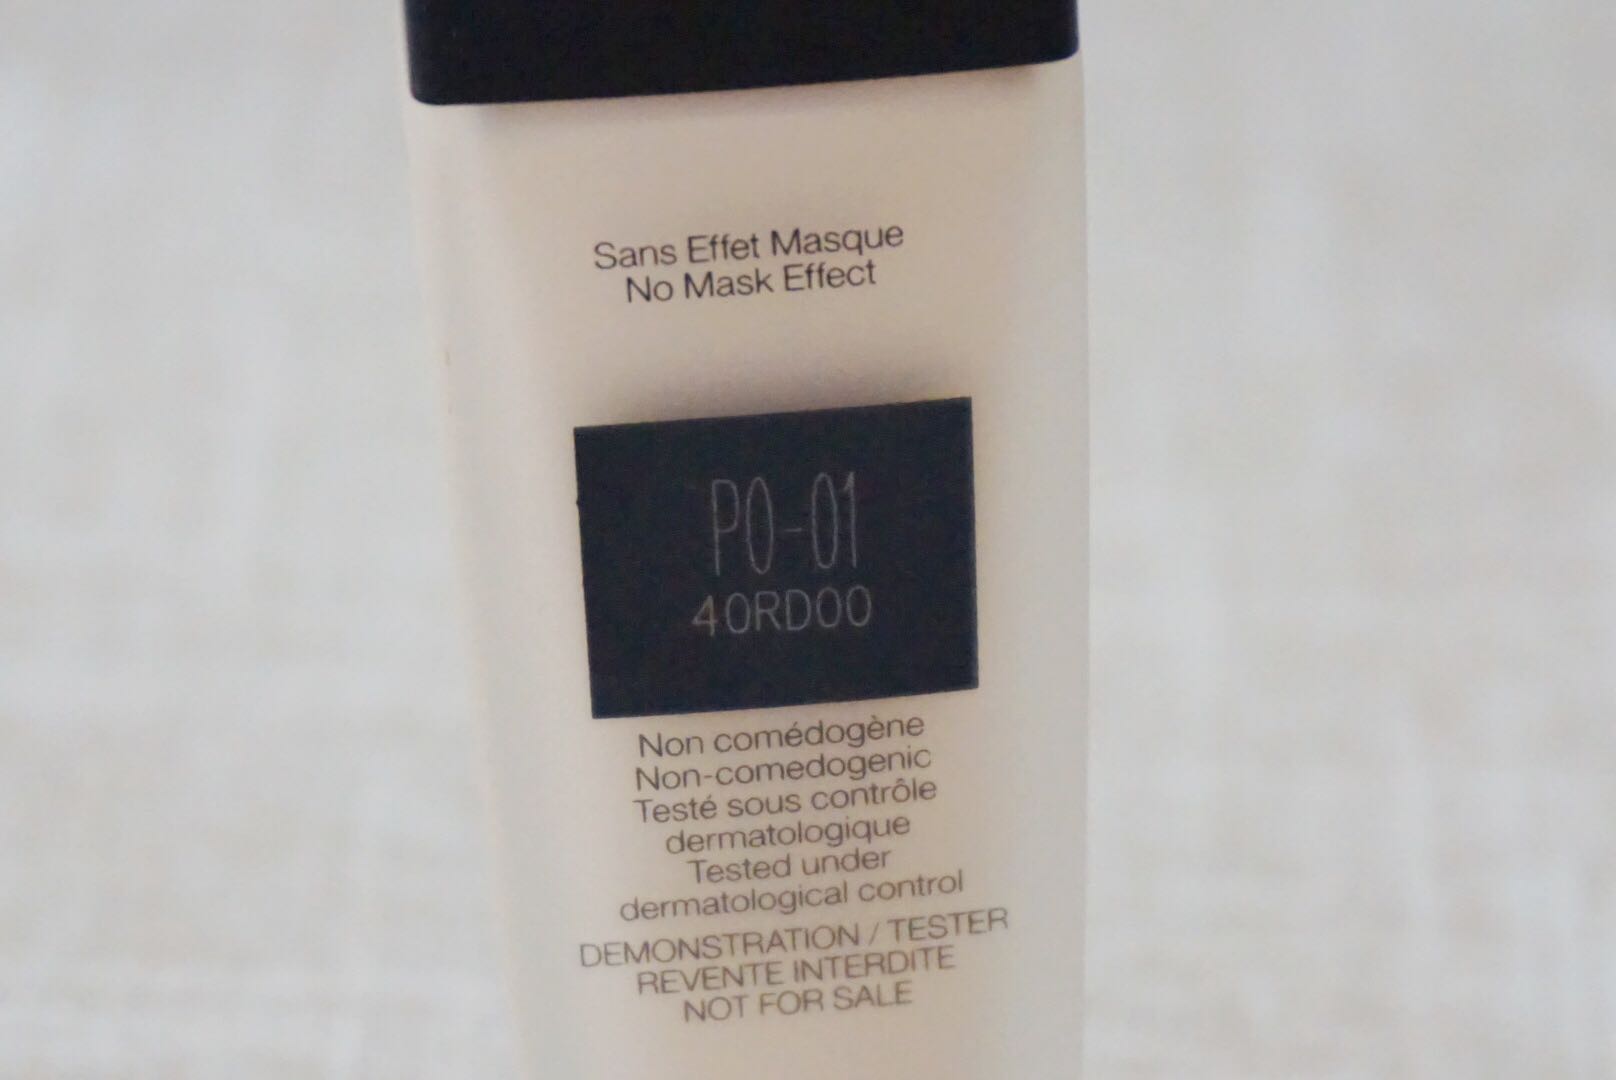 Sans Effet Masque
No Mask Effect
PO-01
40RD00
Non comédogène
Non-comedogenic
Testé sous contrôle
dermatologique
Tested under
dermatological control
DEMONSTRATION / TESTER
REVENTE INTERDITE
NOT FOR SALE